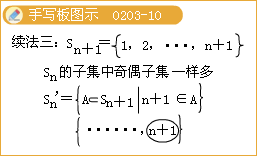 手写板图示 0203-10
续法三：Sn+1={1, 2, ···, n+1}
Sn的子集中奇偶子集一样多
Sn'={A⊂Sn+1|n+1∈A}
{······, n+1}